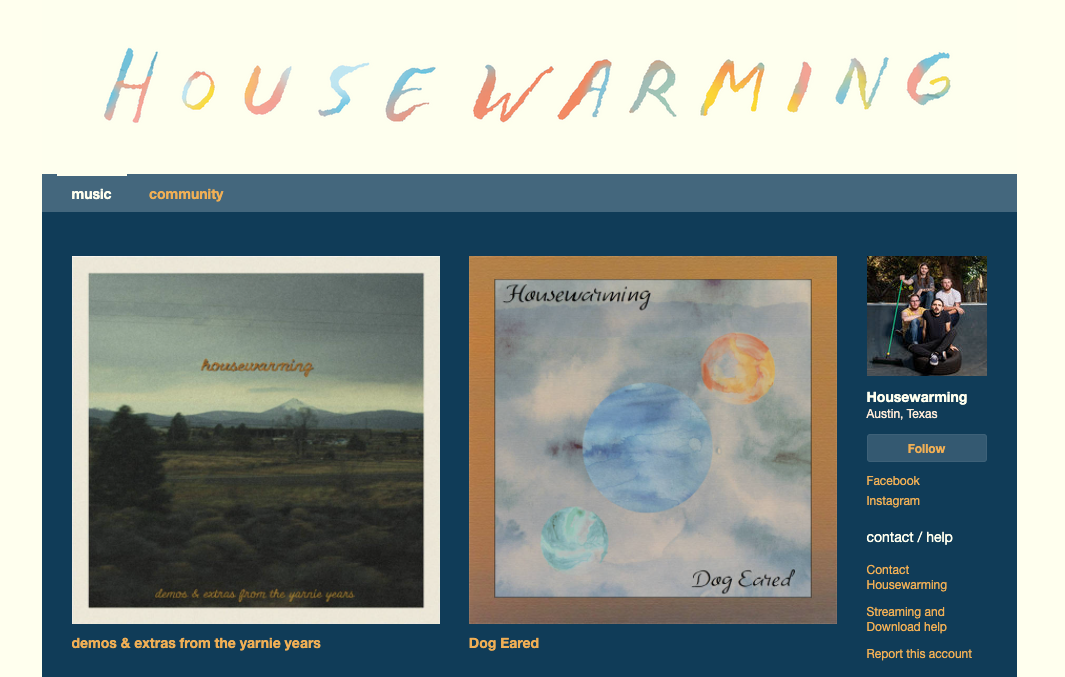 HOUSEWARMING
music
community
housewarming
demos & extras from the yarnie years
demos & extras from the yarnie years
Housewarming
Dog Eared
Dog Eared
Housewarming
Austin, Texas
Follow
Facebook
Instagram
contact / help
Contact
Housewarming
Streaming and
Download help
Report this account